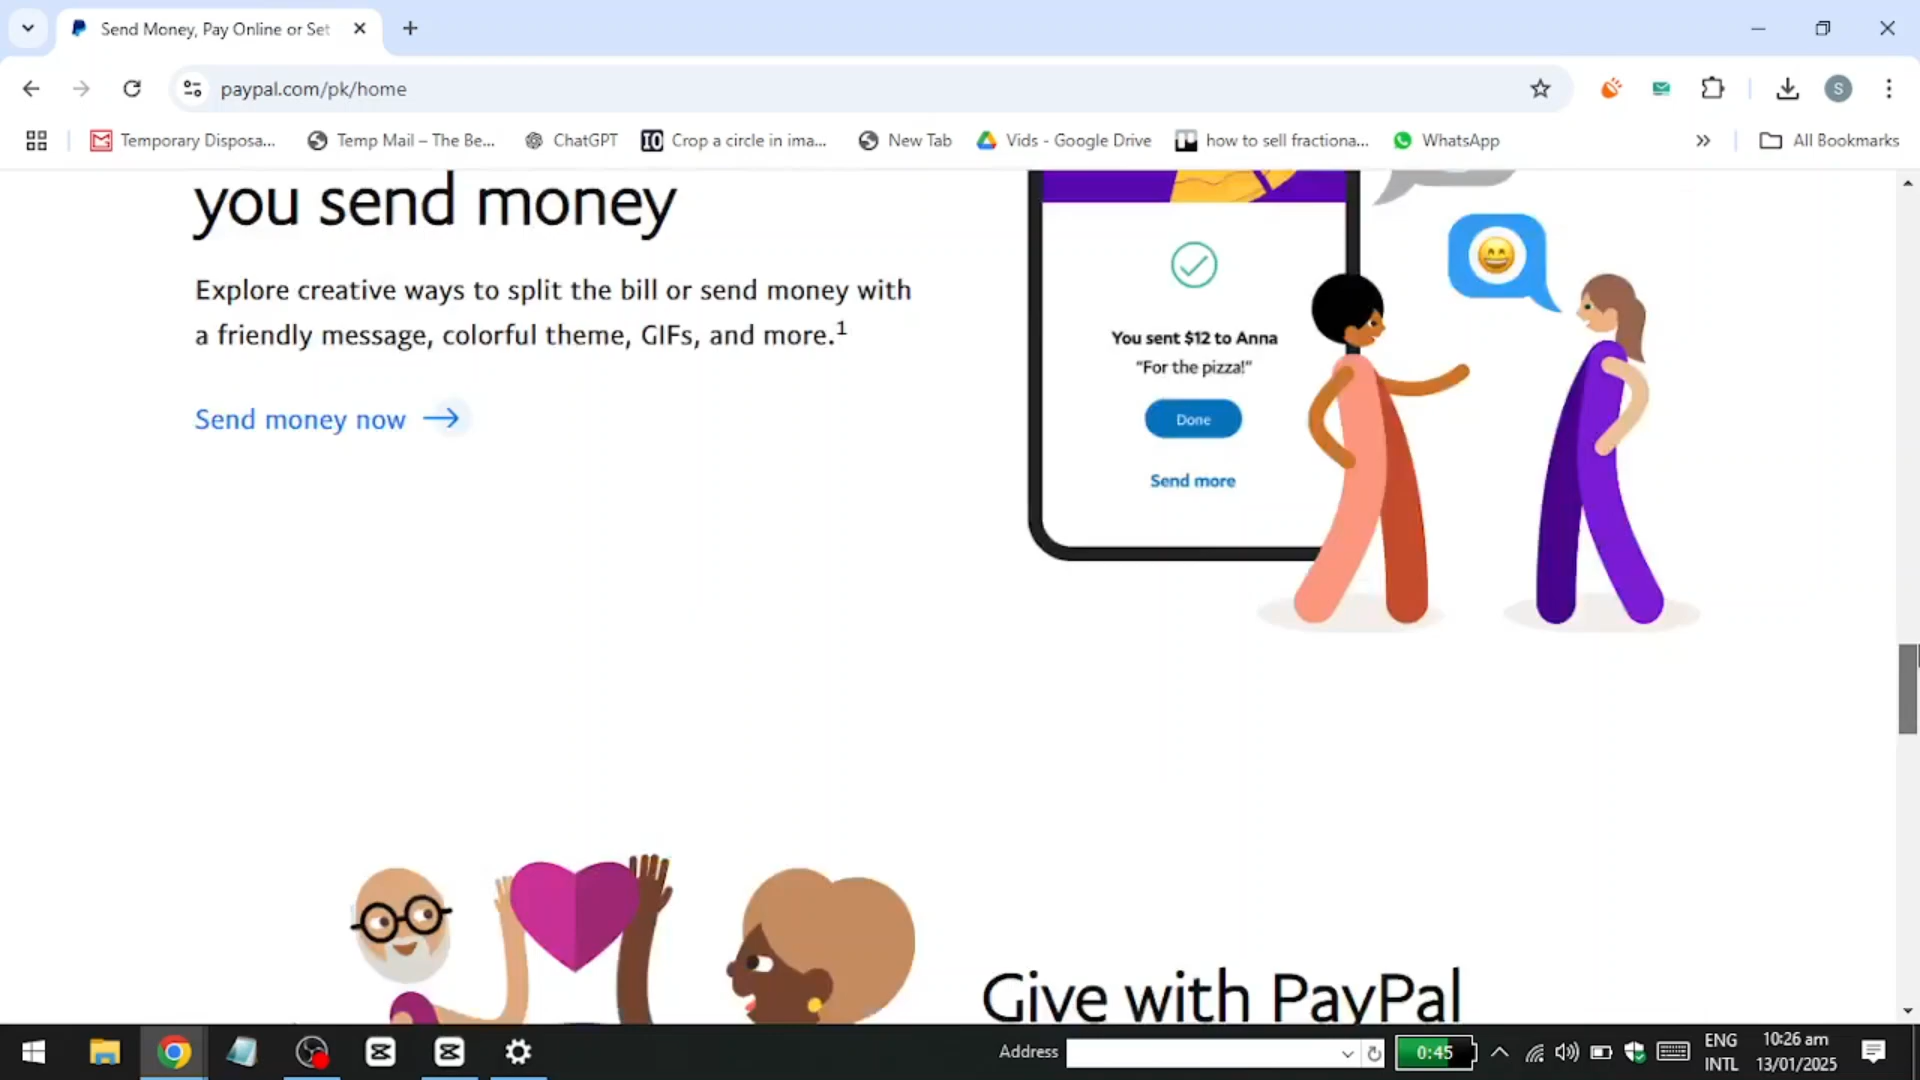 Send Money, Pay Online or Set
paypal.com/pk/home
S
Temporary Disposa...
Temp Mail – The Be...
ChatGPT
IO
Crop a circle in ima...
New Tab
Vids - Google Drive
how to sell fractiona...
WhatsApp
All Bookmarks
you send money
Explore creative ways to split the bill or send money with
a friendly message, colorful theme, GIFs, and more.¹
Send money now
You sent $12 to Anna
"For the pizza!"
Done
Send more
Give with PayPal
Address
0:45
ENG
INTL
10:26 am
13/01/2025